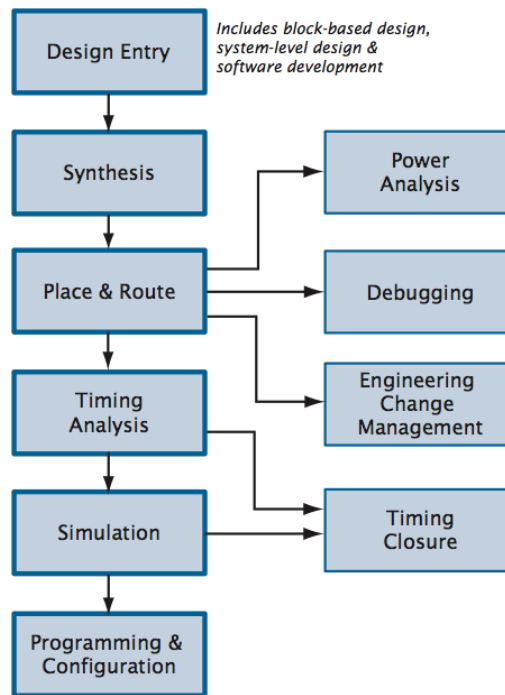 Design Entry
Includes block-based design,
system-level design &
software development
Synthesis
Power
Analysis
Place & Route
Debugging
Engineering
Change
Management
Timing
Analysis
Simulation
Timing
Closure
Programming &
Configuration